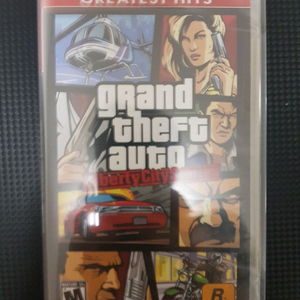 GREATEST HITS
grand
theft
auto
Liberty City
M
R